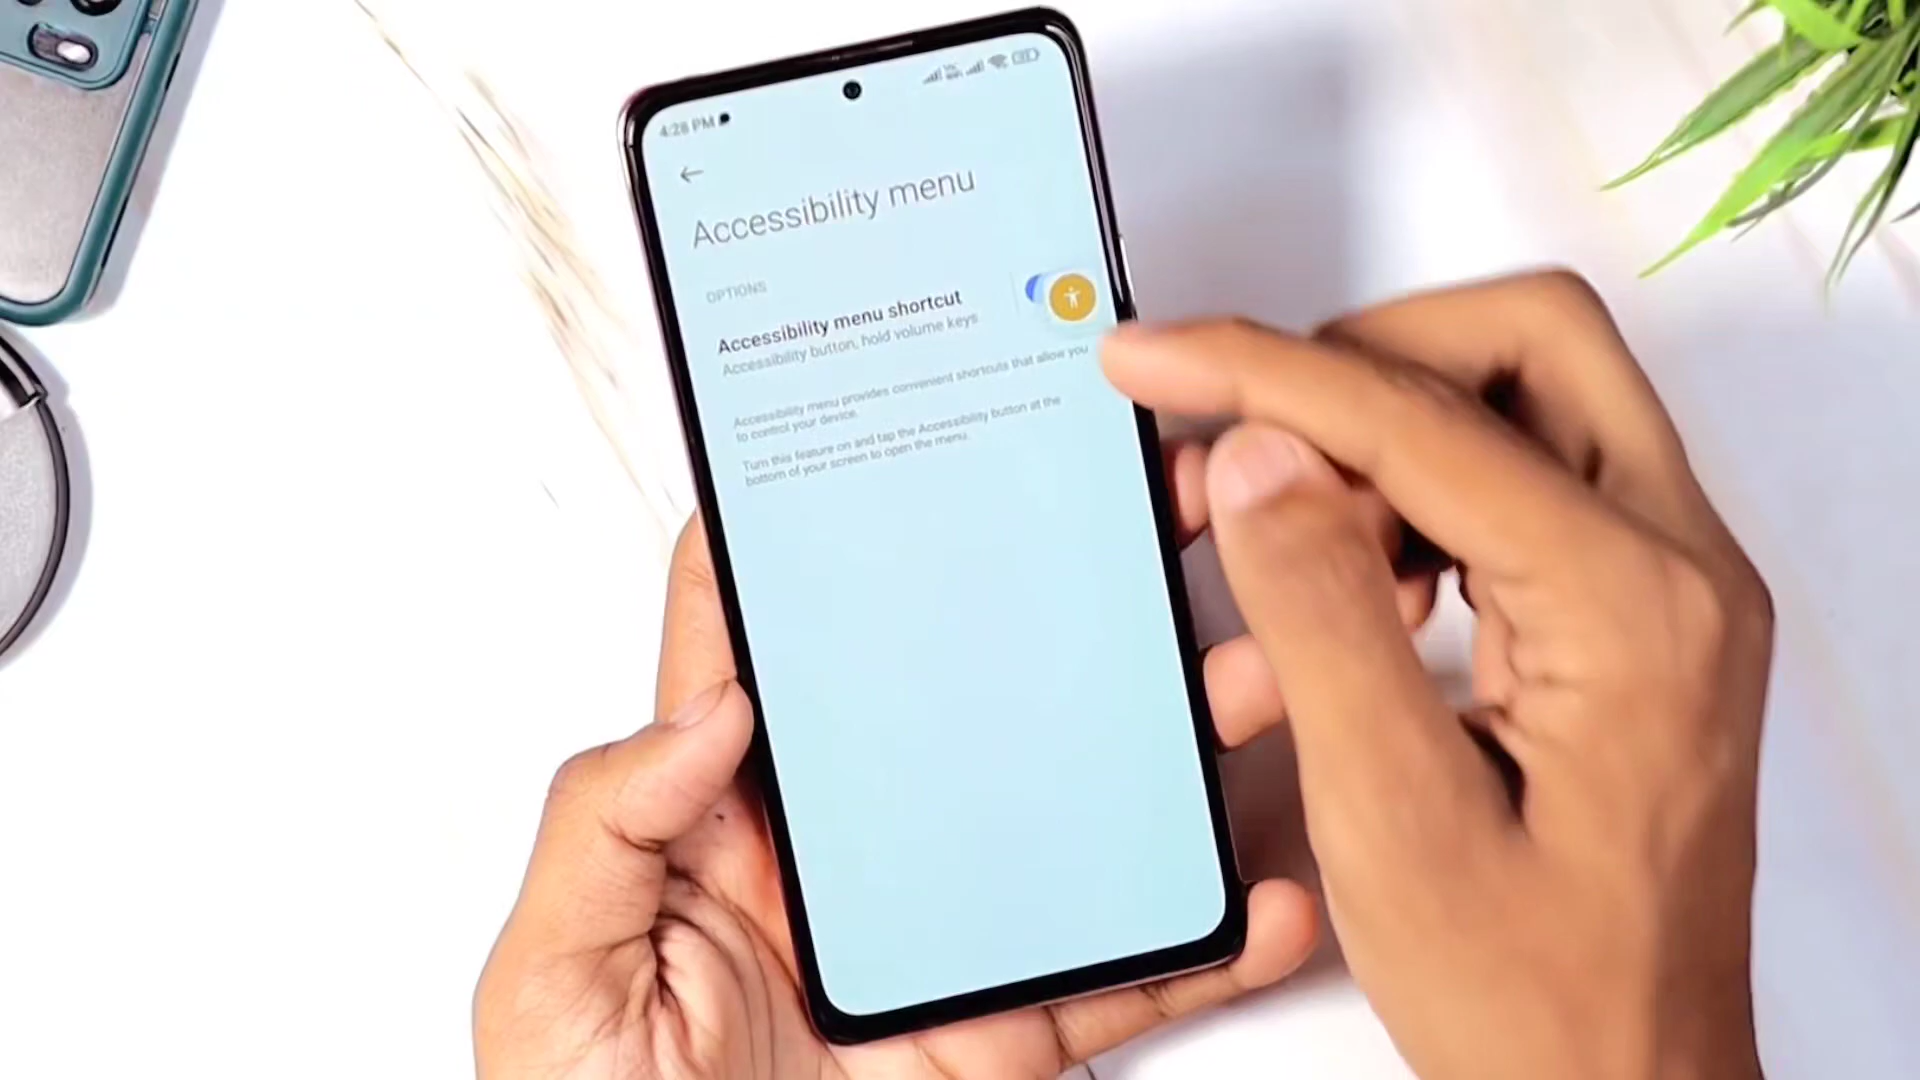 4:28 PM
Accessibility menu
OPTIONS
Accessibility menu shortcut
Accessibility button, hold volume keys
Accessibility menu provides convenient shortcuts that allow you
to control your device.
Turn this feature on and tap the Accessibility button at the
bottom of your screen to open the menu.